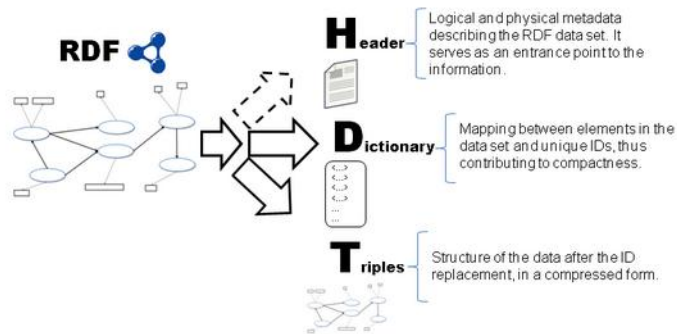 RDF
Header
Logical and physical metadata
describing the RDF data set. It
serves as an entrance point to the
information.
Dictionary
Mapping between elements in the
data set and unique IDs, thus
contributing to compactness.
<...>
<...>
<...>
<...>
...
...
Triples
Structure of the data after the ID
replacement, in a compressed form.